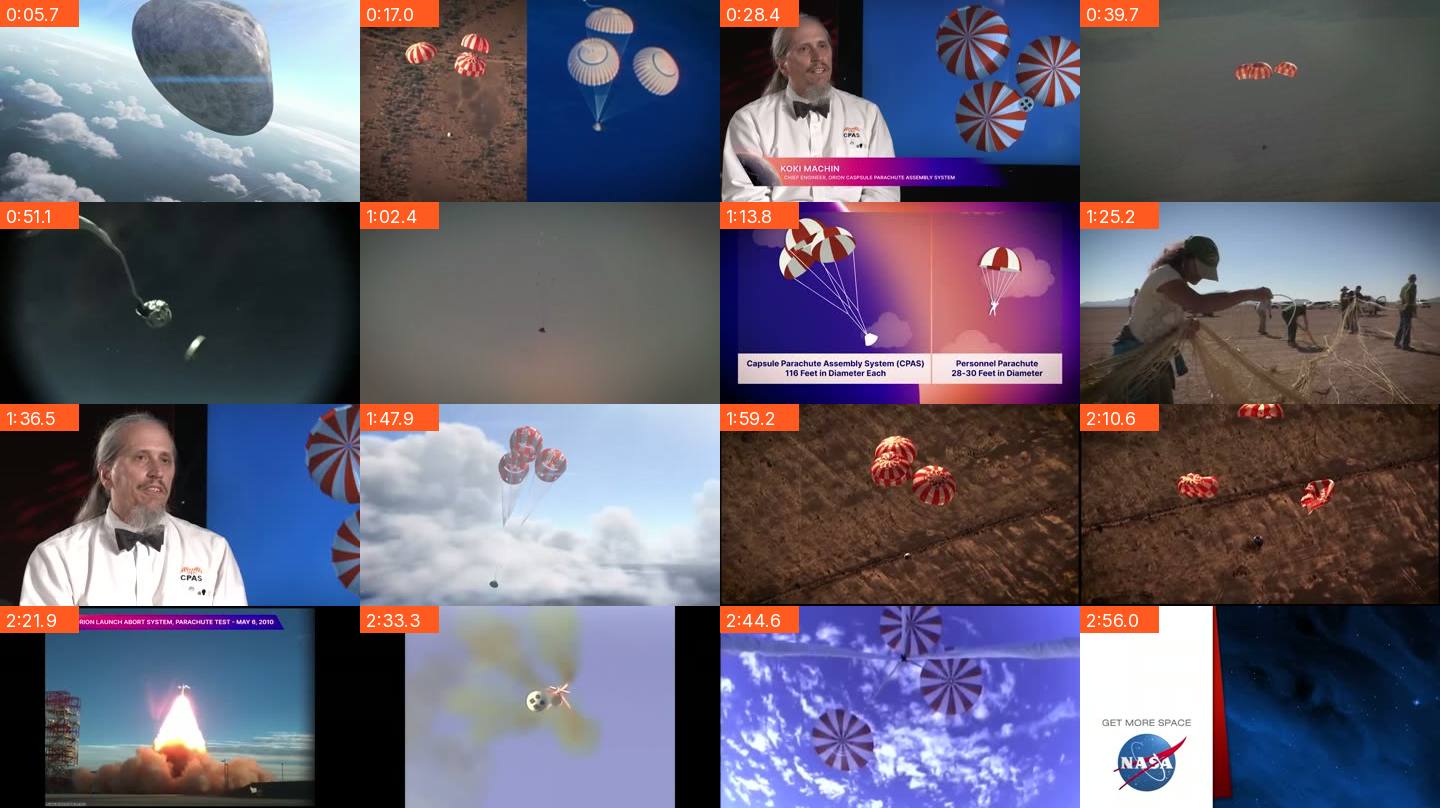 0:05.7
0:17.0
0:28.4
CPAS
KOKI MACHIN
CHIEF ENGINEER, ORION CASPSULE PARACHUTE ASSEMBLY SYSTEM
0:39.7
0:51.1
1:02.4
1:13.8
Capsule Parachute Assembly System (CPAS)
116 Feet in Diameter Each
Personnel Parachute
28-30 Feet in Diameter
1:25.2
1:36.5
CPAS
1:47.9
1:59.2
2:10.6
2:21.9
ORION LAUNCH ABORT SYSTEM, PARACHUTE TEST - MAY 6, 2010
2:33.3
2:44.6
2:56.0
GET MORE SPACE
NASA